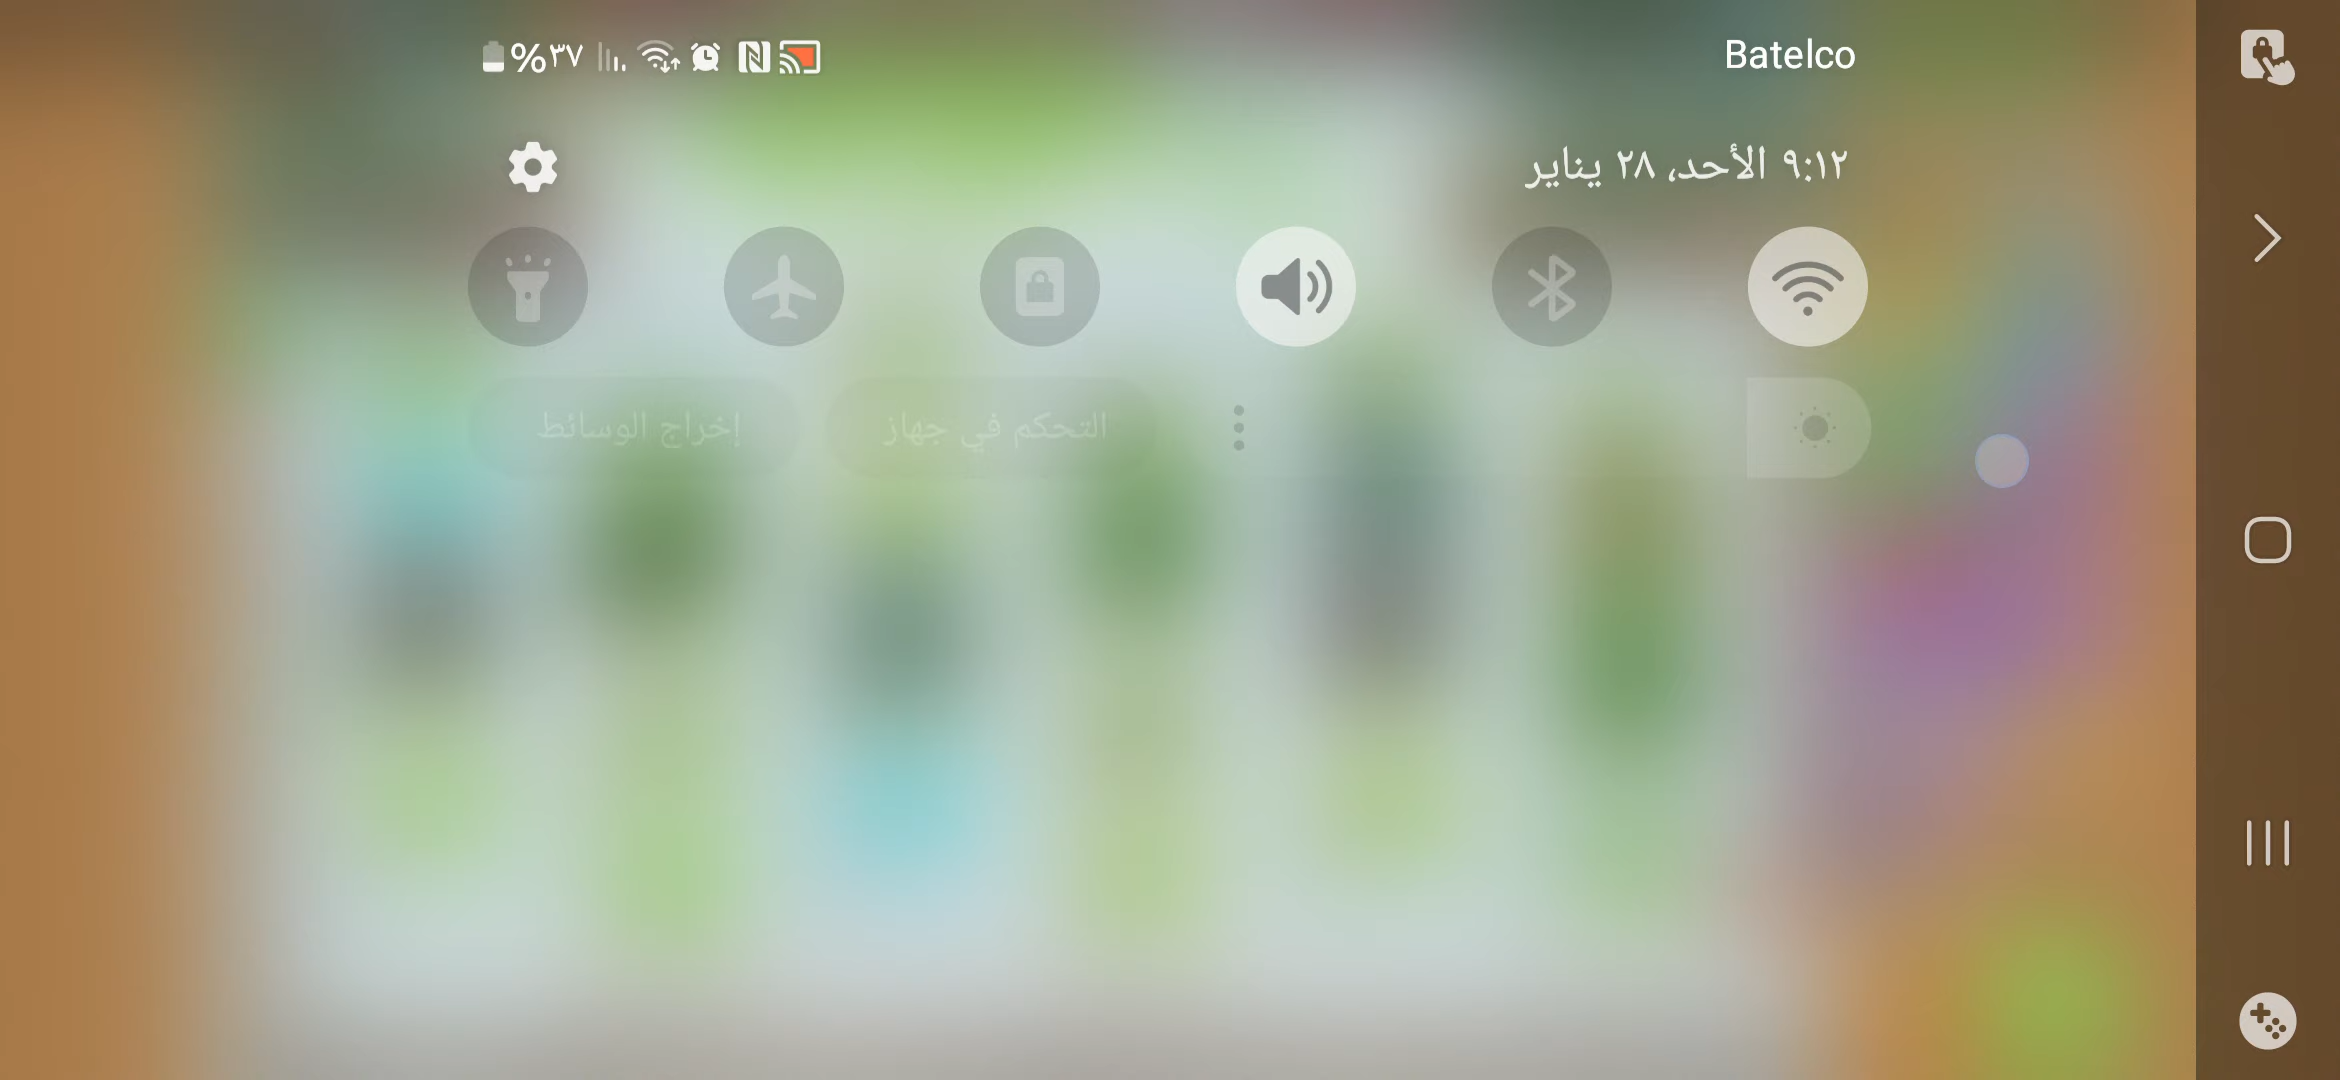 Batelco
٣٧%
٩:١٢ الأحد، ٢٨ يناير
التحكم في جهاز
إخراج الوسائط